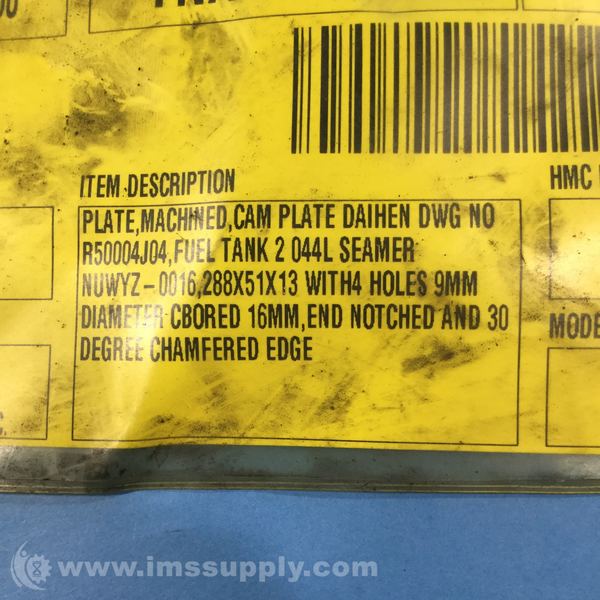 ITEM DESCRIPTION
HMC
PLATE,MACHINED,CAM PLATE DAIHEN DWG NO
R50004J04,FUEL TANK 2 044L SEAMER
NUWYZ-0016,288X51X13 WITH4 HOLES 9MM
DIAMETER CBORED 16MM,END NOTCHED AND 30
DEGREE CHAMFERED EDGE
www.imssupply.com